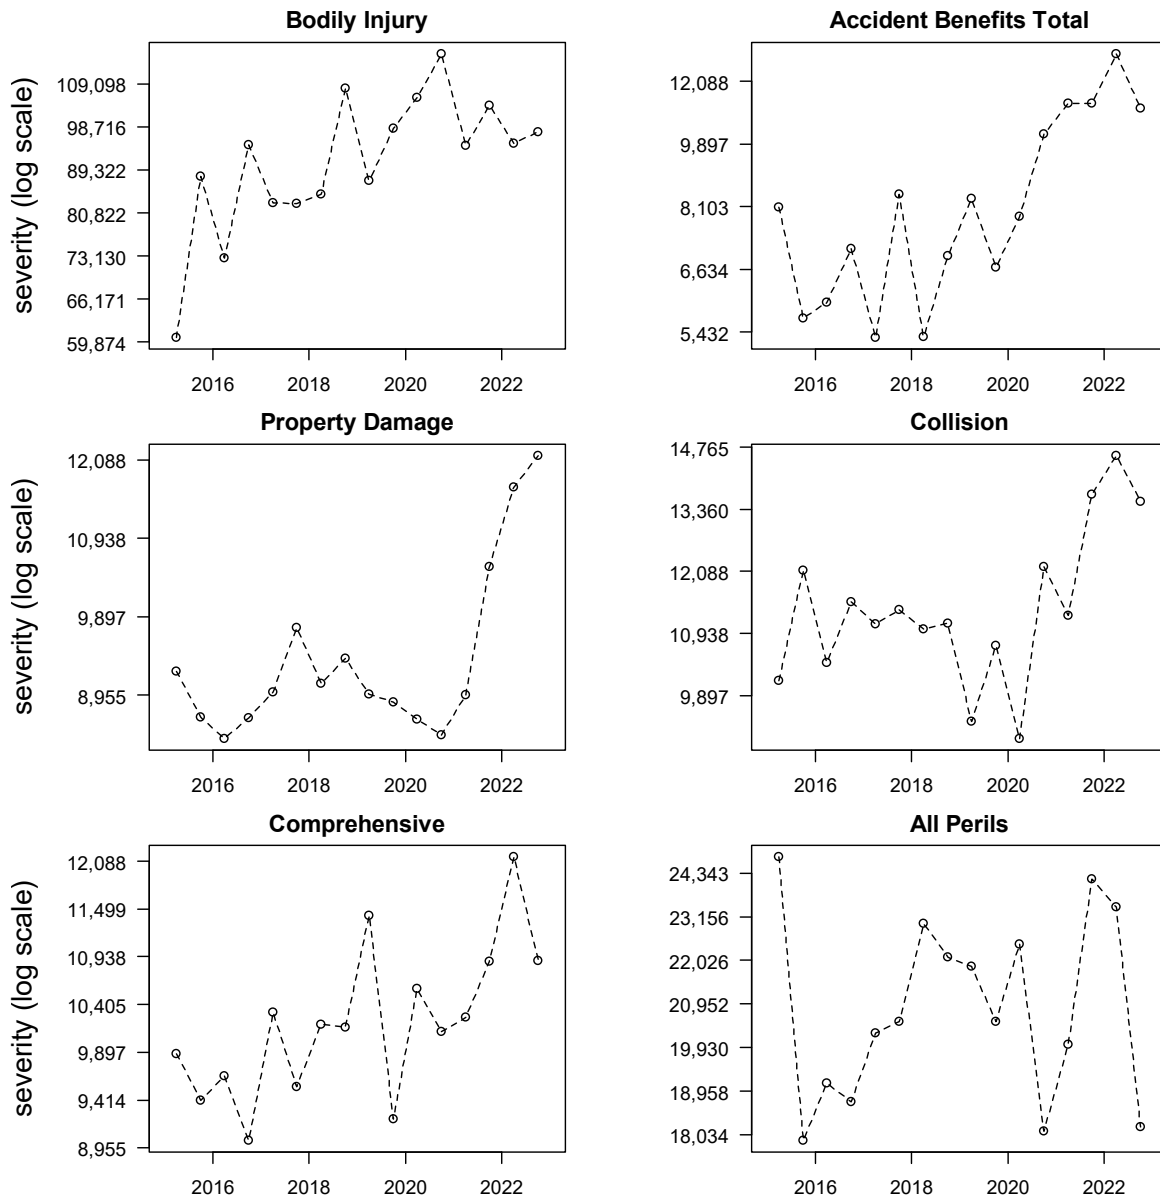 Bodily Injury
severity (log scale)
109,098
98,716
89,322
80,822
73,130
66,171
59,874
2016 2018 2020 2022
Accident Benefits Total
12,088
9,897
8,103
6,634
5,432
2016 2018 2020 2022
Property Damage
severity (log scale)
12,088
10,938
9,897
8,955
2016 2018 2020 2022
Collision
14,765
13,360
12,088
10,938
9,897
2016 2018 2020 2022
Comprehensive
severity (log scale)
12,088
11,499
10,938
10,405
9,897
9,414
8,955
2016 2018 2020 2022
All Perils
24,343
23,156
22,026
20,952
19,930
18,958
18,034
2016 2018 2020 2022